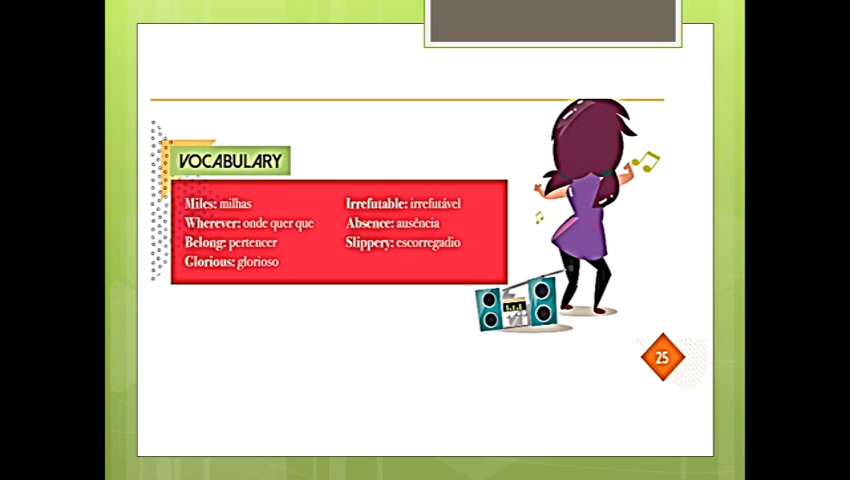 VOCABULARY
Miles: milhas
Wherever: onde quer que
Belong: pertencer
Glorious: glorioso
Irrefutable: irrefutável
Absence: ausência
Slippery: escorregadio
25